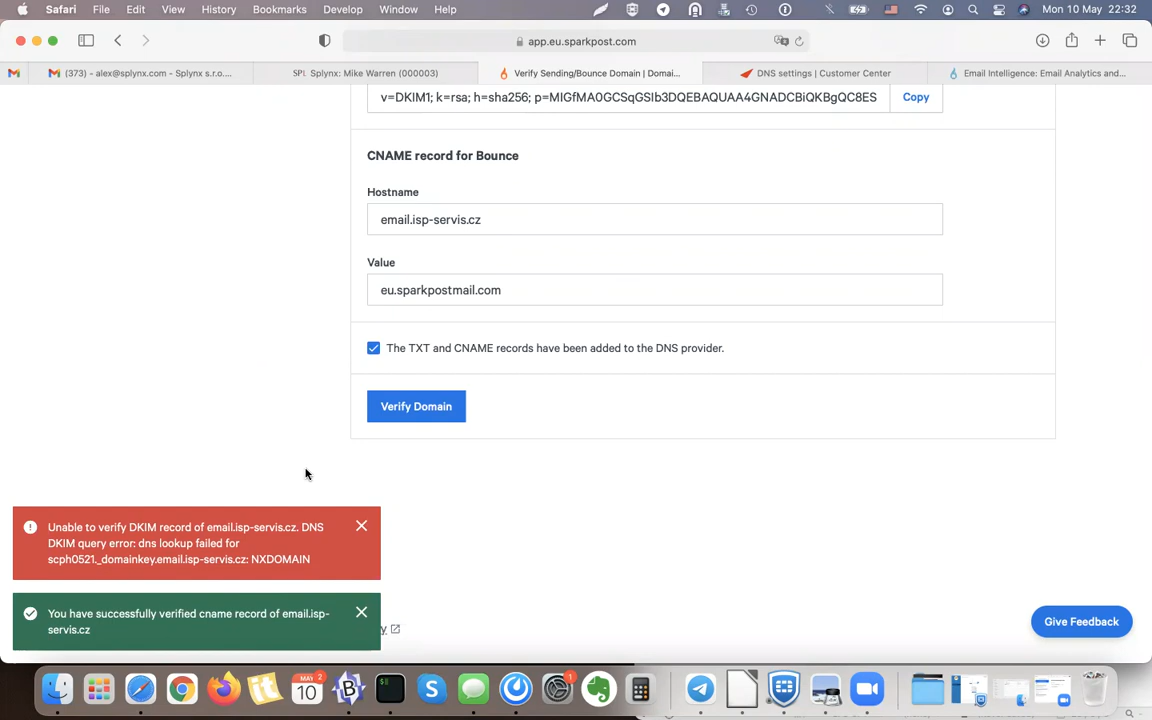 Safari File Edit View History Bookmarks Develop Window Help Mon 10 May 22:32
app.eu.sparkpost.com
(373) - alex@splynx.com - Splynx s.r.o.... SPL Splynx: Mike Warren (000003) Verify Sending/Bounce Domain | Domai... DNS settings | Customer Center Email Intelligence: Email Analytics and...
v=DKIM1; k=rsa; h=sha256; p=MIGfMA0GCSqGSIb3DQEBAQUAA4GNADCBiQKBgQC8ES Copy
CNAME record for Bounce
Hostname
email.isp-servis.cz
Value
eu.sparkpostmail.com
The TXT and CNAME records have been added to the DNS provider.
Verify Domain
Unable to verify DKIM record of email.isp-servis.cz. DNS
DKIM query error: dns lookup failed for
scph0521._domainkey.email.isp-servis.cz: NXDOMAIN
You have successfully verified cname record of email.isp-
servis.cz
y
Give Feedback
MAY 2
10
1